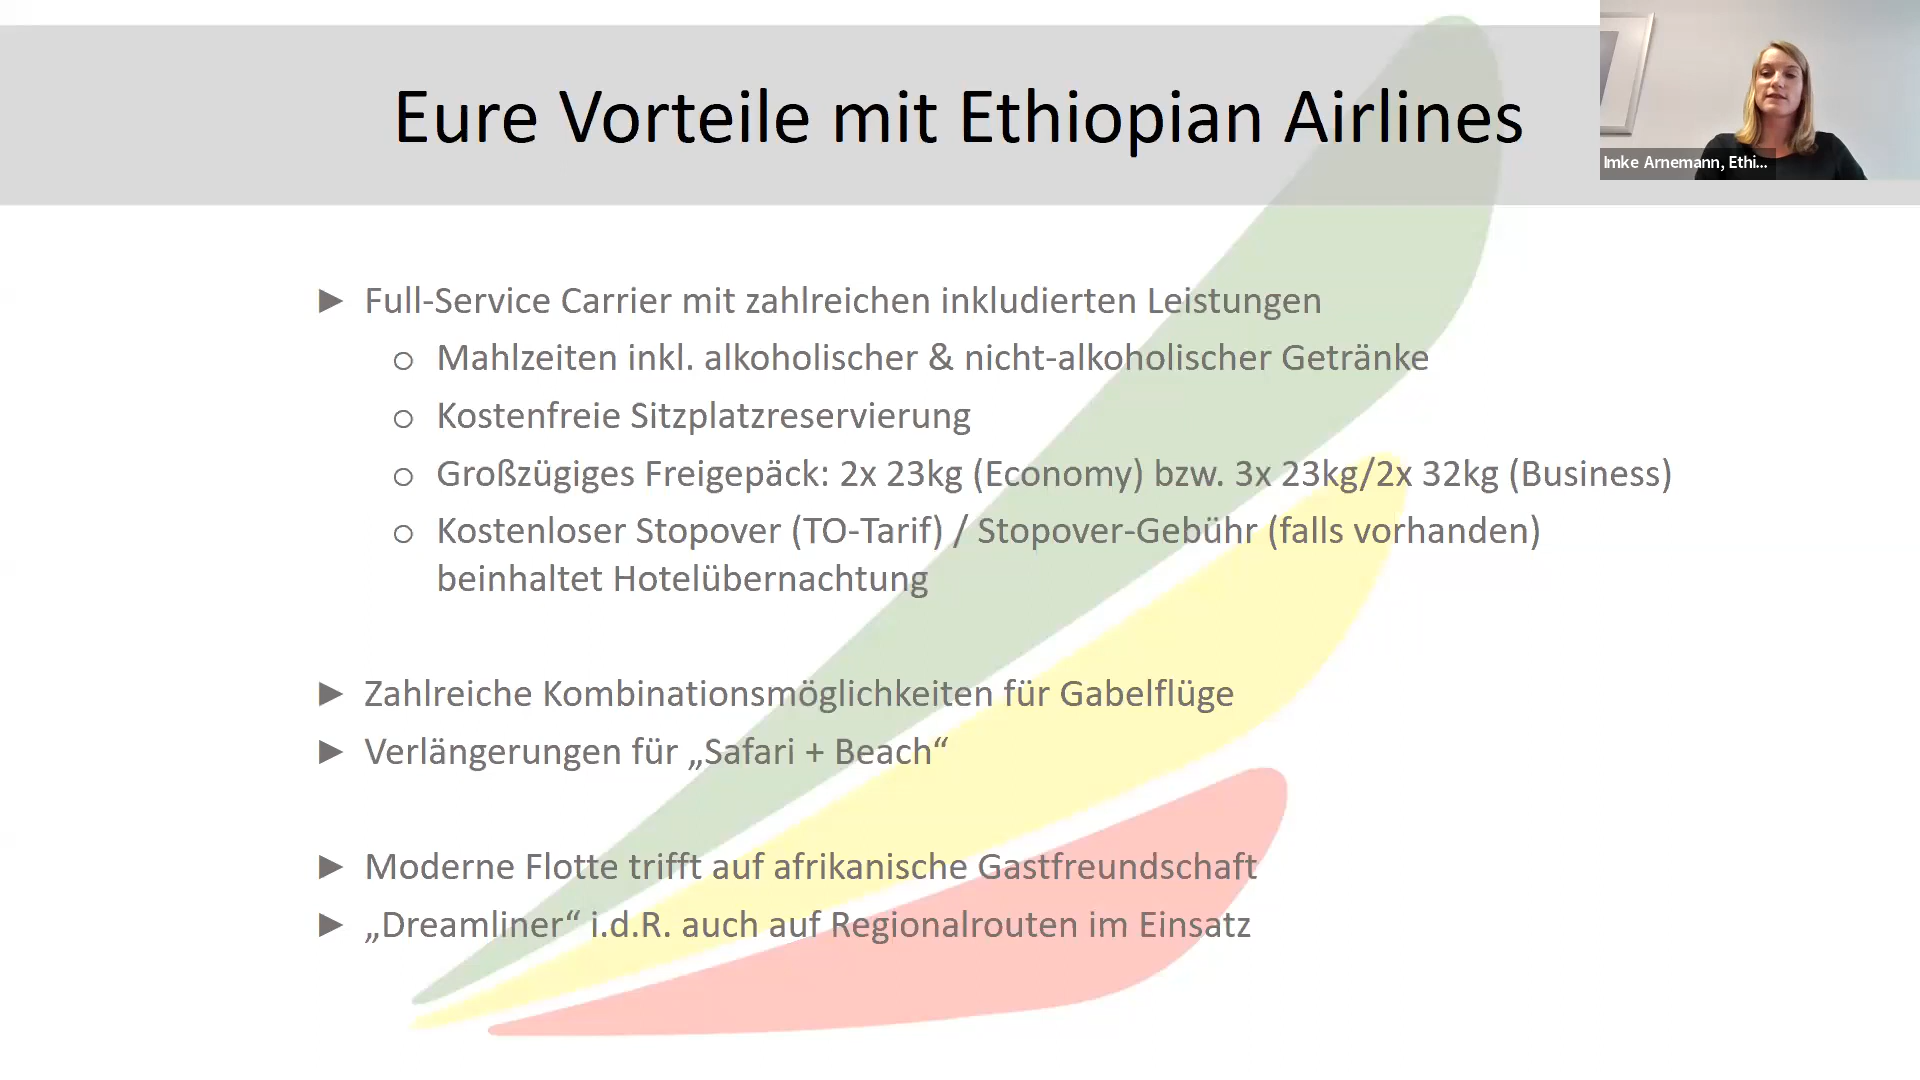 Eure Vorteile mit Ethiopian Airlines
Imke Arnemann, Ethi...
► Full-Service Carrier mit zahlreichen inkludierten Leistungen
o Mahlzeiten inkl. alkoholischer & nicht-alkoholischer Getränke
o Kostenfreie Sitzplatzreservierung
o Großzügiges Freigepäck: 2x 23kg (Economy) bzw. 3x 23kg/2x 32kg (Business)
o Kostenloser Stopover (TO-Tarif) / Stopover-Gebühr (falls vorhanden)
beinhaltet Hotelübernachtung
► Zahlreiche Kombinationsmöglichkeiten für Gabelflüge
► Verlängerungen für „Safari + Beach“
► Moderne Flotte trifft auf afrikanische Gastfreundschaft
► „Dreamliner“ i.d.R. auch auf Regionalrouten im Einsatz